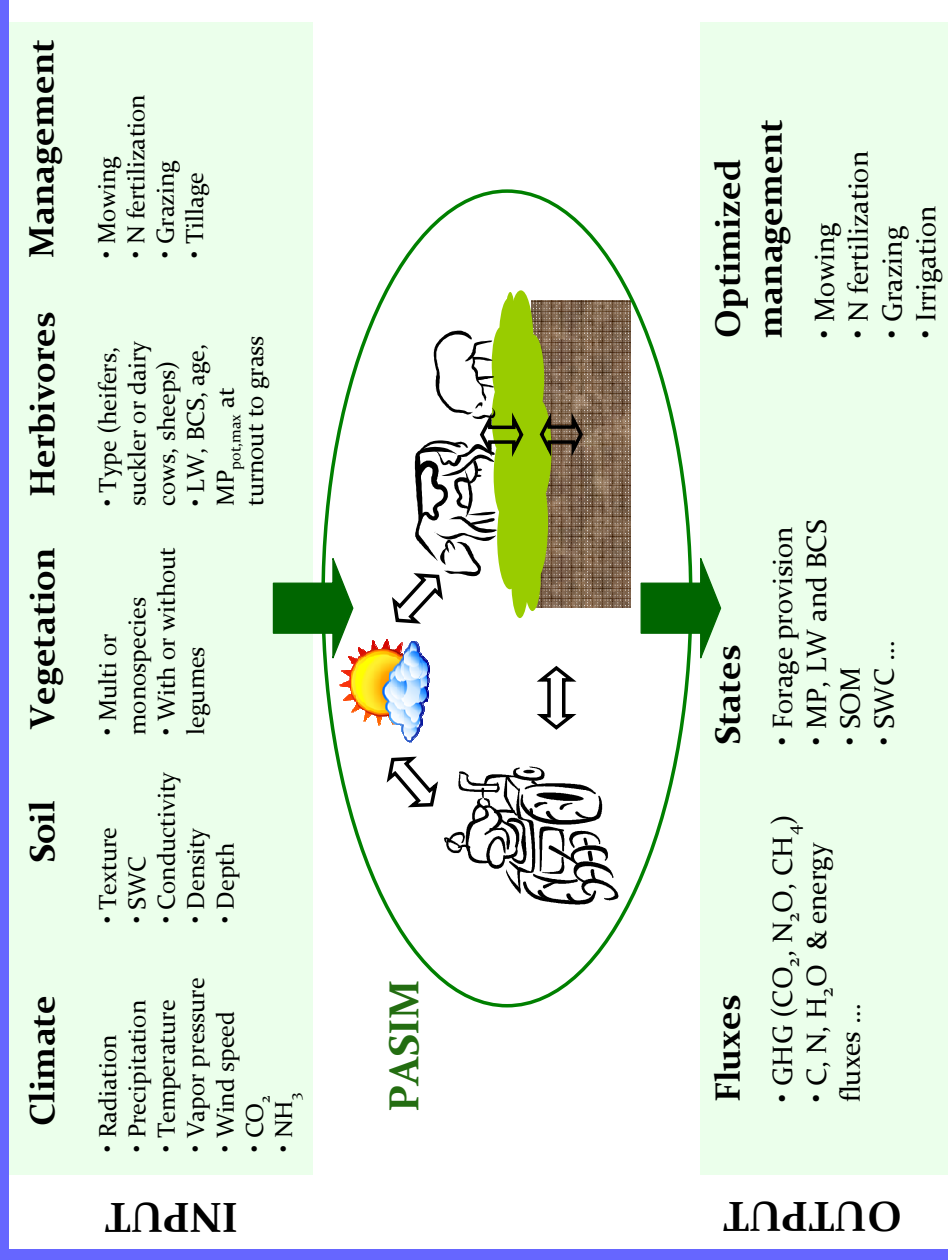 INPUT
Climate
• Radiation
• Precipitation
• Temperature
• Vapor pressure
• Wind speed
• CO₂
• NH₃
Soil
• Texture
• SWC
• Conductivity
• Density
• Depth
Vegetation
• Multi or
monospecies
• With or without
legumes
Herbivores
• Type (heifers,
suckler or dairy
cows, sheeps)
• LW, BCS, age,
MPpot,max at
turnout to grass
Management
• Mowing
• N fertilization
• Grazing
• Tillage
PASIM
OUTPUT
Fluxes
• GHG (CO₂, N₂O, CH₄)
• C, N, H₂O & energy
fluxes ...
States
• Forage provision
• MP, LW and BCS
• SOM
• SWC ...
Optimized
management
• Mowing
• N fertilization
• Grazing
• Irrigation